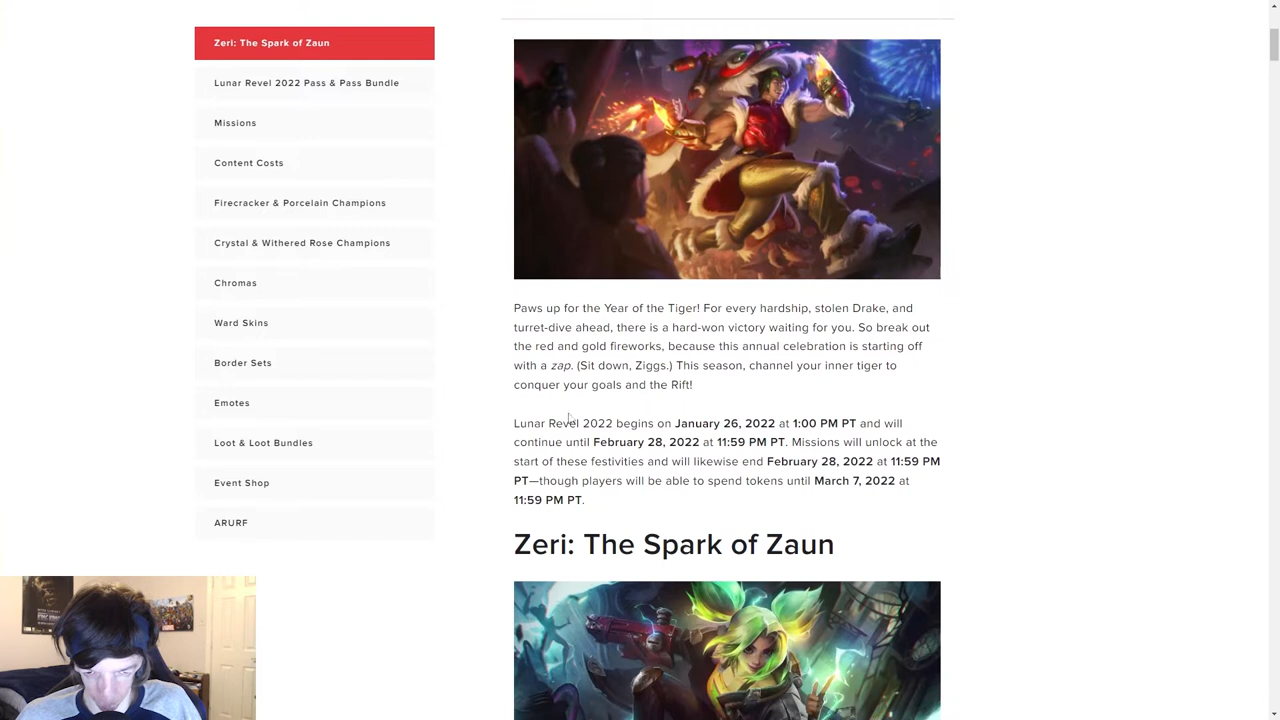 Zeri: The Spark of Zaun
Lunar Revel 2022 Pass & Pass Bundle
Missions
Content Costs
Firecracker & Porcelain Champions
Crystal & Withered Rose Champions
Chromas
Ward Skins
Border Sets
Emotes
Loot & Loot Bundles
Event Shop
ARURF
Paws up for the Year of the Tiger! For every hardship, stolen Drake, and
turret-dive ahead, there is a hard-won victory waiting for you. So break out
the red and gold fireworks, because this annual celebration is starting off
with a zap. (Sit down, Ziggs.) This season, channel your inner tiger to
conquer your goals and the Rift!
Lunar Revel 2022 begins on January 26, 2022 at 1:00 PM PT and will
continue until February 28, 2022 at 11:59 PM PT. Missions will unlock at the
start of these festivities and will likewise end February 28, 2022 at 11:59 PM
PT—though players will be able to spend tokens until March 7, 2022 at
11:59 PM PT.
Zeri: The Spark of Zaun